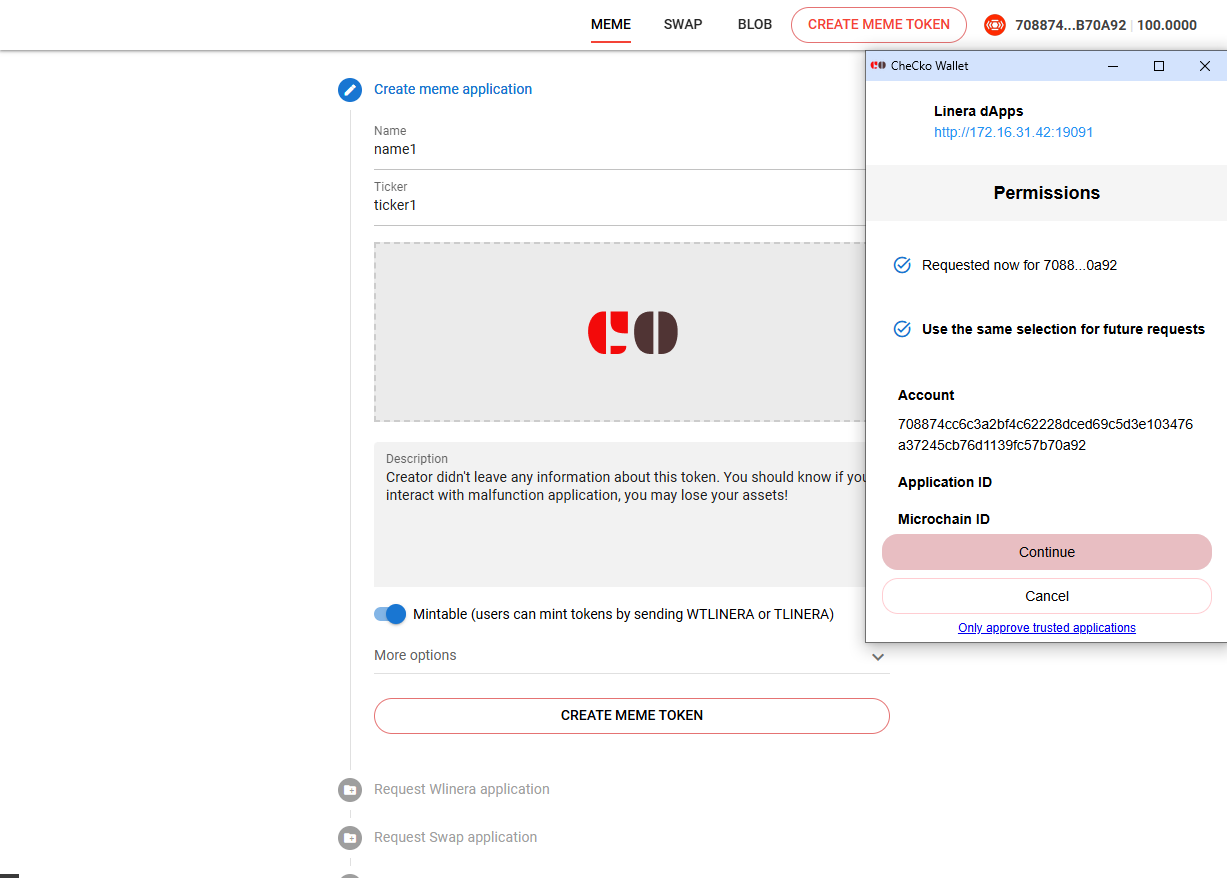 MEME SWAP BLOB CREATE MEME TOKEN 708874...B70A92 | 100.0000
Create meme application
Name
name1
Ticker
ticker1
CO
Description
Creator didn't leave any information about this token. You should know if you
interact with malfunction application, you may lose your assets!
Mintable (users can mint tokens by sending WTLINERA or TLINERA)
More options
CREATE MEME TOKEN
Request Wlinera application
Request Swap application
CO CheCko Wallet
Linera dApps
http://172.16.31.42:19091
Permissions
Requested now for 7088...0a92
Use the same selection for future requests
Account
708874cc6c3a2bf4c62228dced69c5d3e103476
a37245cb76d1139fc57b70a92
Application ID
Microchain ID
Continue
Cancel
Only approve trusted applications